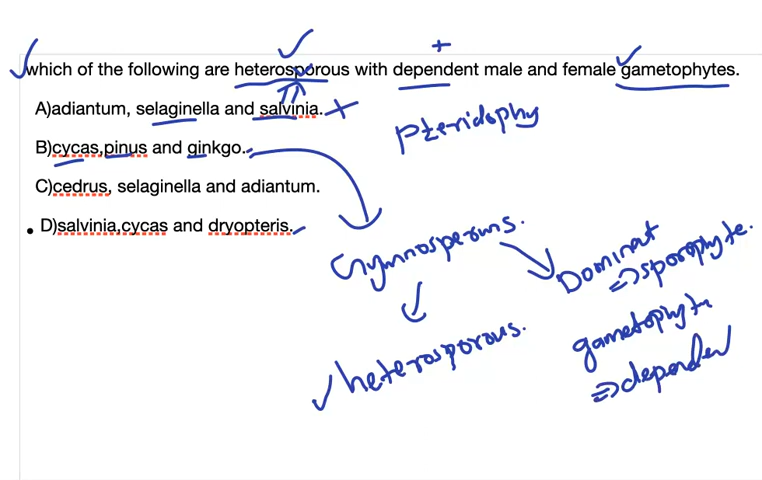 which of the following are heterosporous with dependent male and female gametophytes.
A)adiantum, selaginella and salvinia.
Pteridophy
B)cycas,pinus and ginkgo.
C)cedrus, selaginella and adiantum.
D)salvinia,cycas and dryopteris.
Gymnosperms.
Dominant
⇒sporophyte.
heterosporous.
gametophyte
⇒dependent